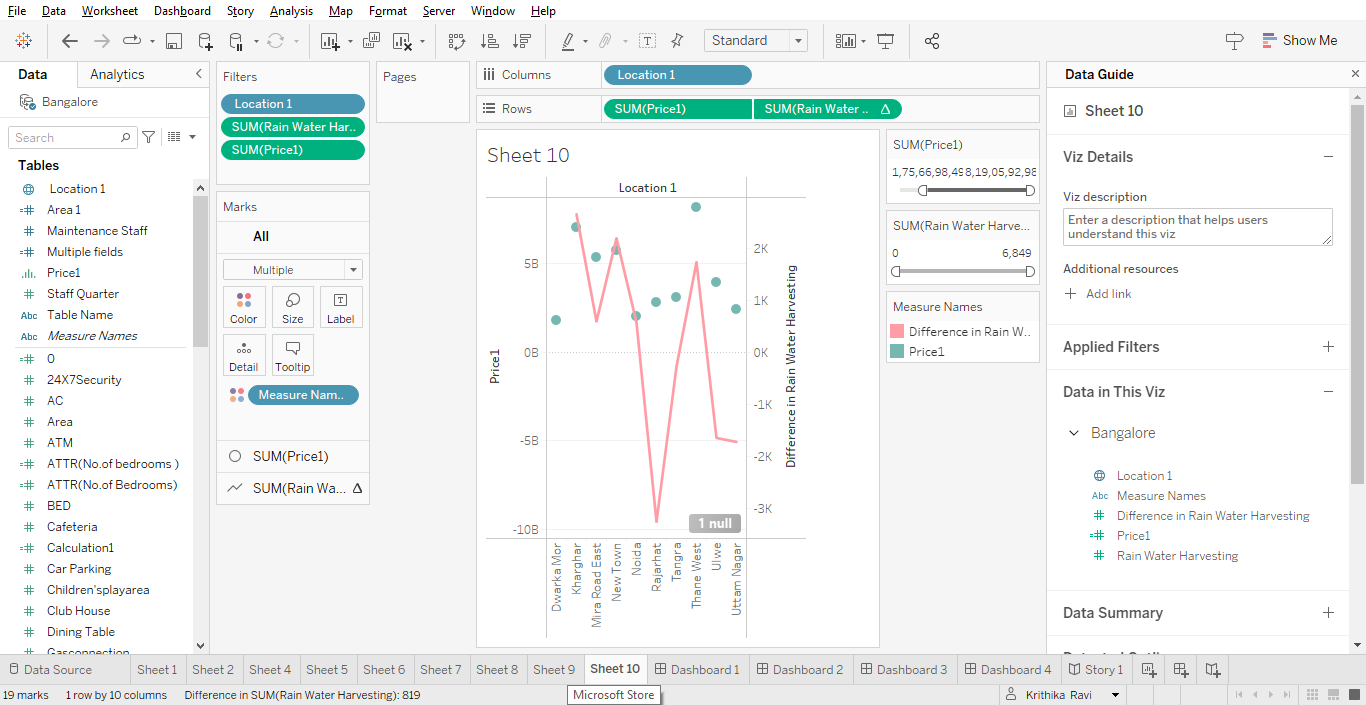 File Data Worksheet Dashboard Story Analysis Map Format Server Window Help
Standard
Show Me
Data Analytics
Bangalore
Search
Tables
Location 1
Area 1
Maintenance Staff
Multiple fields
Price1
Staff Quarter
Abc Table Name
Abc Measure Names
0
24X7Security
AC
Area
ATM
ATTR(No.of bedrooms )
ATTR(No.of Bedrooms)
BED
Cafeteria
Calculation1
Car Parking
Children'splayarea
Club House
Dining Table
Gasconnection
Filters
Location 1
SUM(Rain Water Har..
SUM(Price1)
Marks
All
Multiple
Color Size Label
Detail Tooltip
Measure Nam..
SUM(Price1)
SUM(Rain Wa... Δ
Pages
Columns Location 1
Rows SUM(Price1) SUM(Rain Water .. Δ
Sheet 10
Location 1
5B
0B
-5B
-10B
Price1
2K
1K
0K
-1K
-2K
-3K
Difference in Rain Water Harvesting
1 null
Dwarka Mor
Kharghar
Mira Road East
New Town
Noida
Rajarhat
Tangra
Thane West
Ulwe
Uttam Nagar
SUM(Price1)
1,75,66,98,498,19,05,92,98
SUM(Rain Water Harve...
0 6,849
Measure Names
Difference in Rain W..
Price1
Data Guide
Sheet 10
Viz Details
Viz description
Enter a description that helps users
understand this viz
Additional resources
Add link
Applied Filters
Data in This Viz
Bangalore
Location 1
Abc Measure Names
Difference in Rain Water Harvesting
Price1
Rain Water Harvesting
Data Summary
Data Source Sheet 1 Sheet 2 Sheet 4 Sheet 5 Sheet 6 Sheet 7 Sheet 8 Sheet 9 Sheet 10 Dashboard 1 Dashboard 2 Dashboard 3 Dashboard 4 Story 1
19 marks 1 row by 10 columns Difference in SUM(Rain Water Harvesting): 819
Microsoft Store
Krithika Ravi